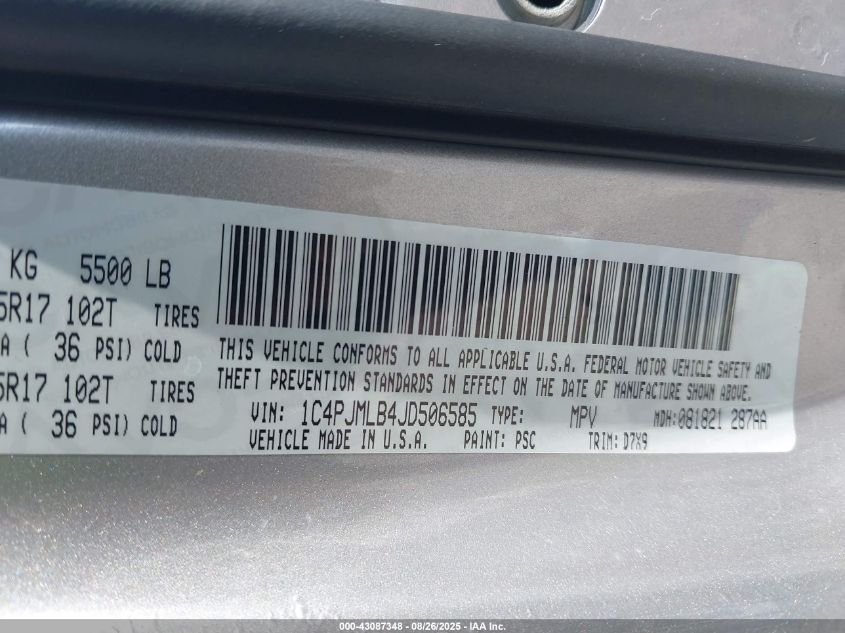 KG 5500 LB
5R17 102T TIRES
A ( 36 PSI) COLD
5R17 102T TIRES
A ( 36 PSI) COLD
THIS VEHICLE CONFORMS TO ALL APPLICABLE U.S.A. FEDERAL MOTOR VEHICLE SAFETY AND
THEFT PREVENTION STANDARDS IN EFFECT ON THE DATE OF MANUFACTURE SHOWN ABOVE.
VIN: 1C4PJMLB4JD506585 TYPE: MPV MDH:081821 287AA
VEHICLE MADE IN U.S.A. PAINT: PSC TRIM: D7X9
000-43087348 - 08/26/2025 - IAA Inc.